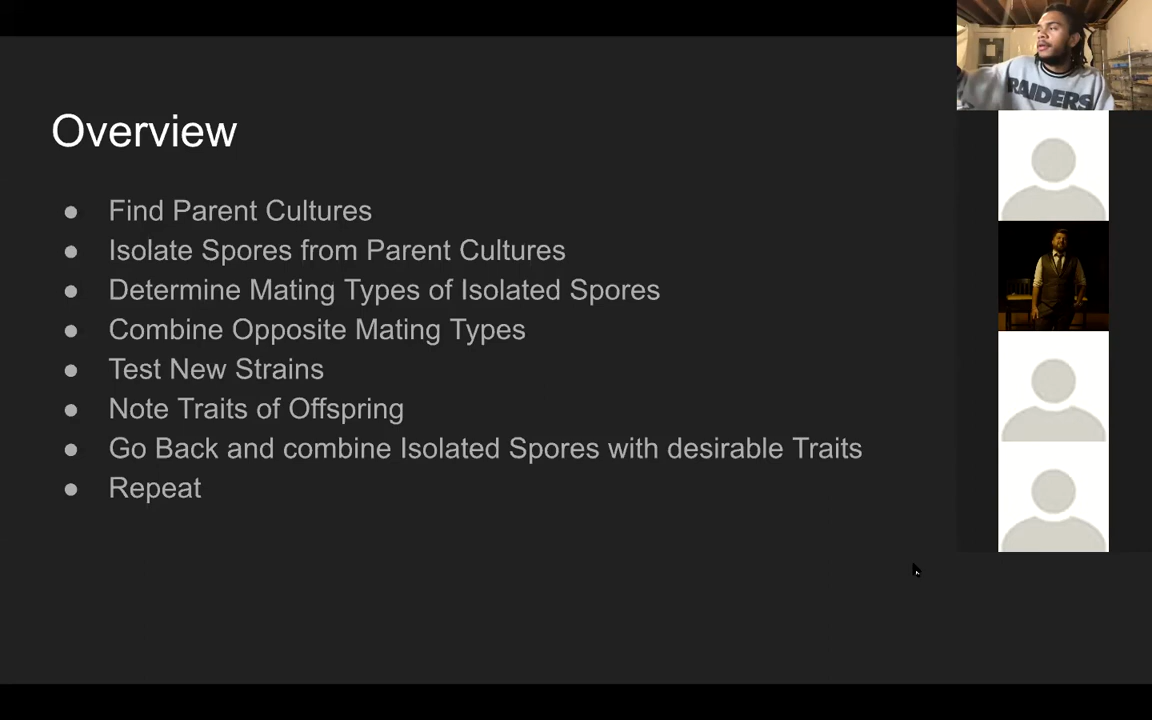 Overview
Find Parent Cultures
Isolate Spores from Parent Cultures
Determine Mating Types of Isolated Spores
Combine Opposite Mating Types
Test New Strains
Note Traits of Offspring
Go Back and combine Isolated Spores with desirable Traits
Repeat
RAIDERS